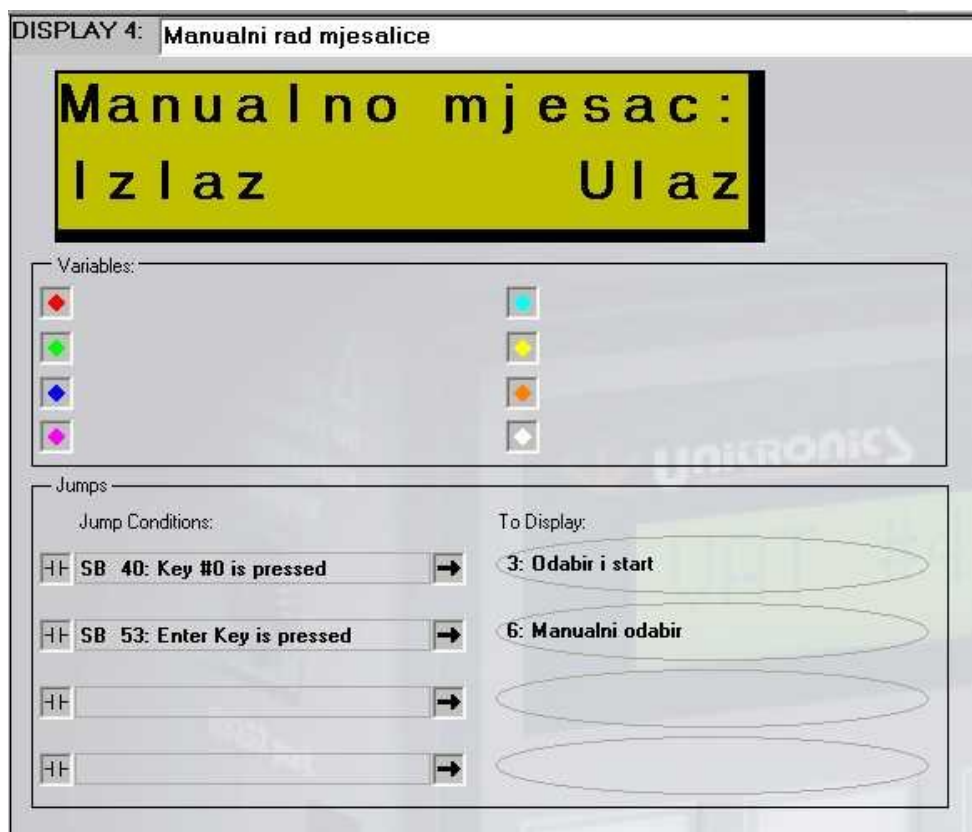 DISPLAY 4: Manualni rad mjesalice
Manualno mjesac:
Izlaz Ulaz
Variables:
UNITRONICS
Jumps
Jump Conditions: To Display:
SB 40: Key #0 is pressed 3: Odabir i start
SB 53: Enter Key is pressed 6: Manualni odabir